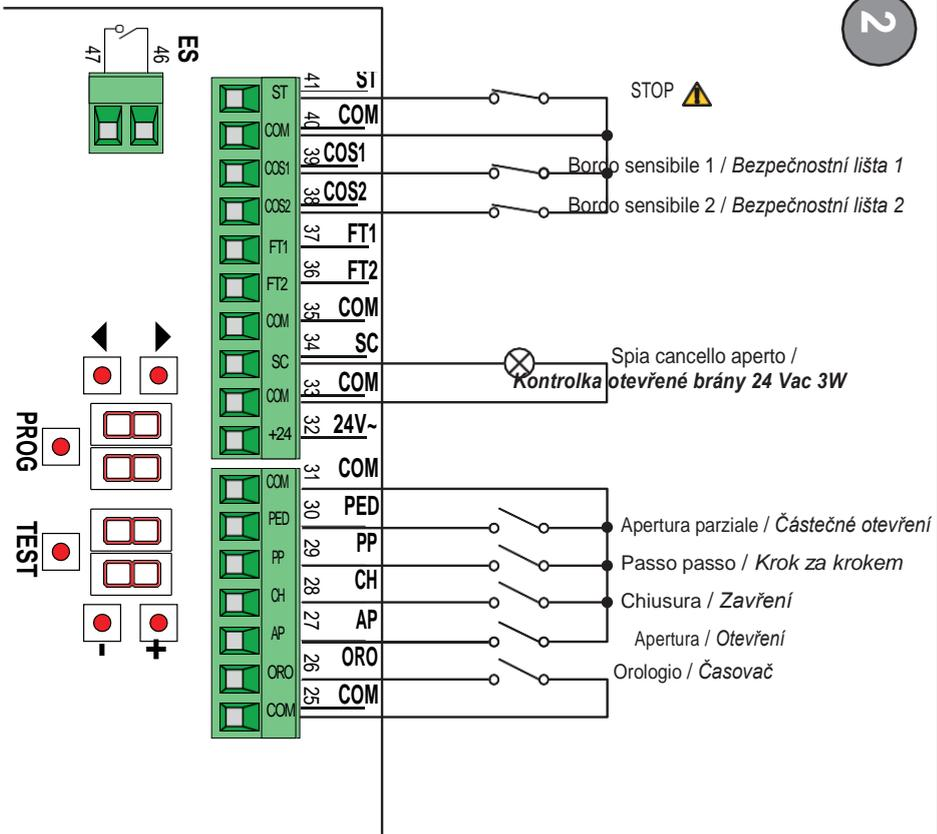 2
ES
47
46
41
ST
ST
STOP
40
COM
COM
39
COS1
COS1
Bordo sensibile 1 / Bezpečnostní lišta 1
38
COS2
COS2
Bordo sensibile 2 / Bezpečnostní lišta 2
37
FT1
FT1
36
FT2
FT2
35
COM
COM
34
SC
SC
Spia cancello aperto /
Kontrolka otevřené brány 24 Vac 3W
33
COM
COM
32
24V~
+24
31
COM
COM
30
PED
PED
Apertura parziale / Částečné otevření
29
PP
PP
Passo passo / Krok za krokem
28
CH
CH
Chiusura / Zavření
27
AP
AP
Apertura / Otevření
26
ORO
ORO
Orologio / Časovač
25
COM
COM
PROG
TEST
-
+